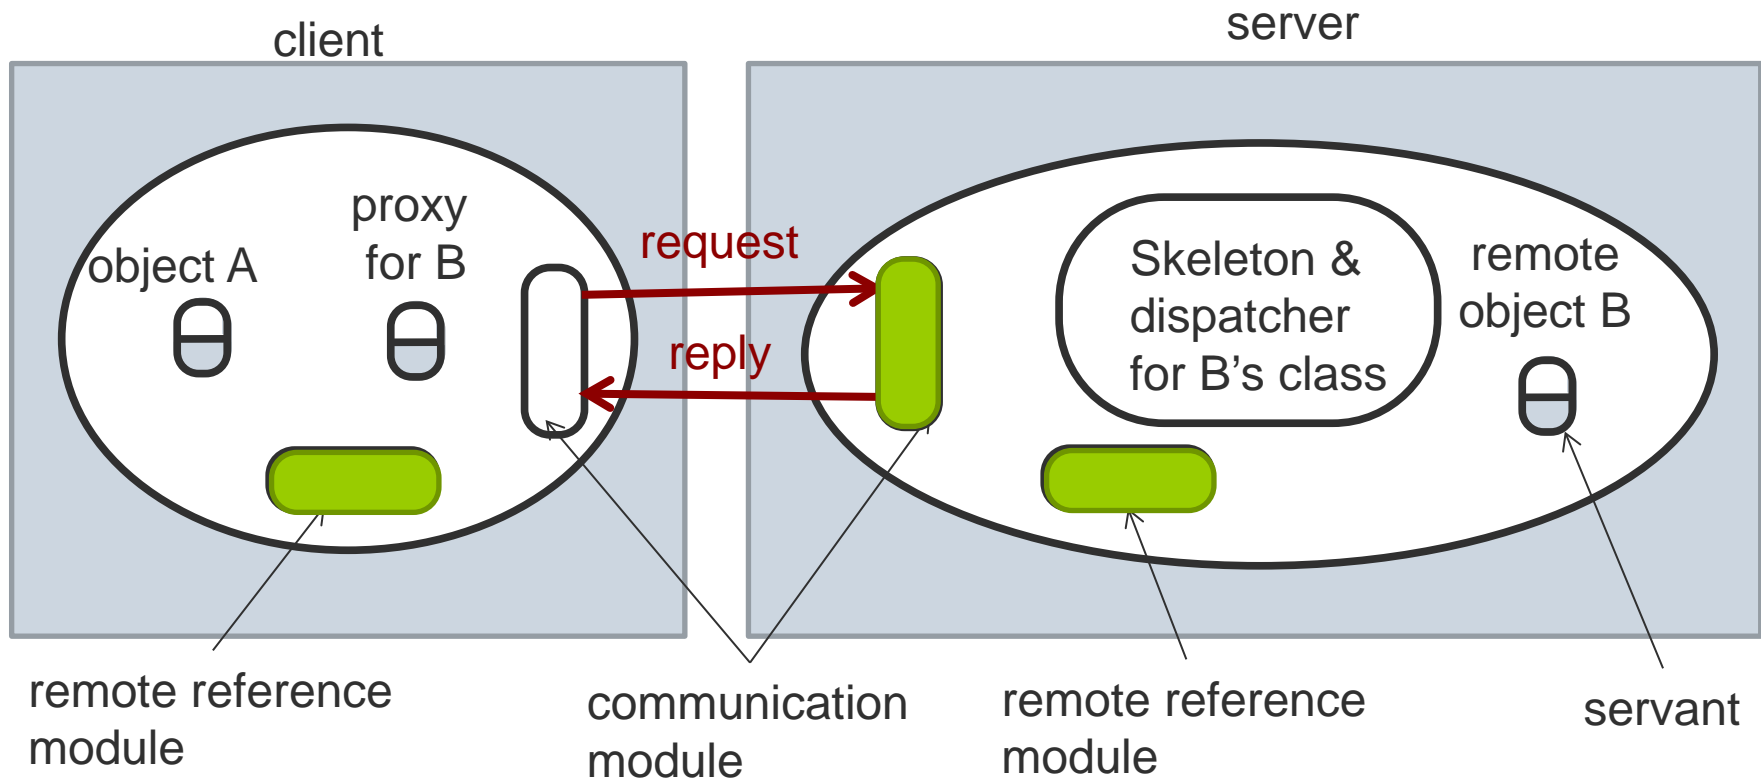 client
server
proxy
for B
object A
request
reply
Skeleton &
dispatcher
for B's class
remote
object B
remote reference
module
communication
module
remote reference
module
servant